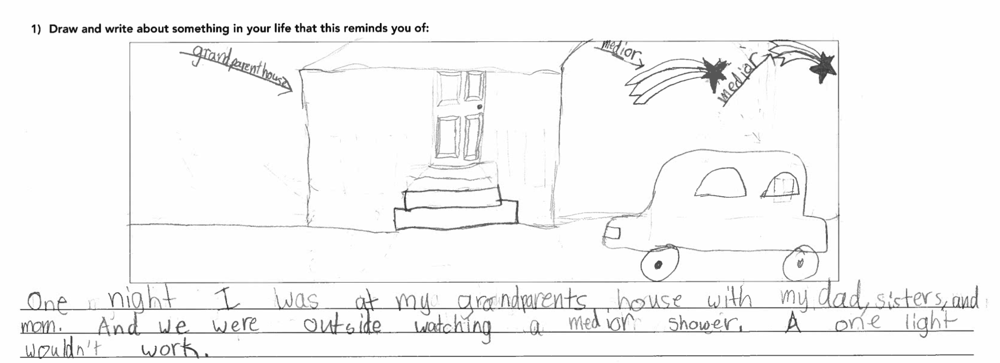 1) Draw and write about something in your life that this reminds you of:
grandparent house
medior
medior
One night I was at my grandparents house with my dad, sisters, and
mom. And we were outside watching a medior shower. A one light
wouldn't work.